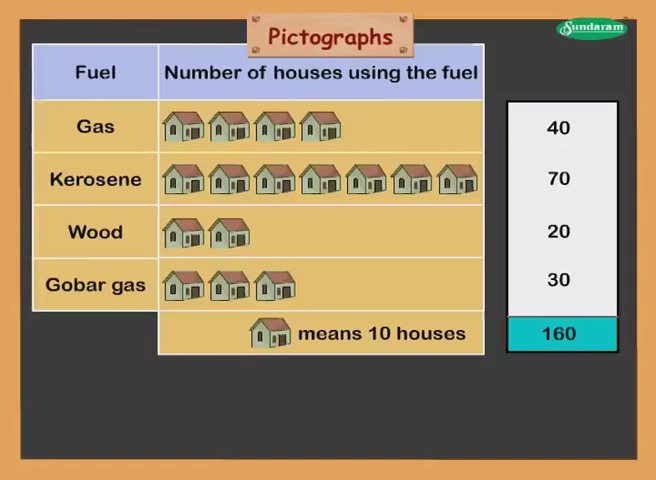 Pictographs
Sundaram
Fuel
Number of houses using the fuel
Gas
40
Kerosene
70
Wood
20
Gobar gas
30
means 10 houses
160